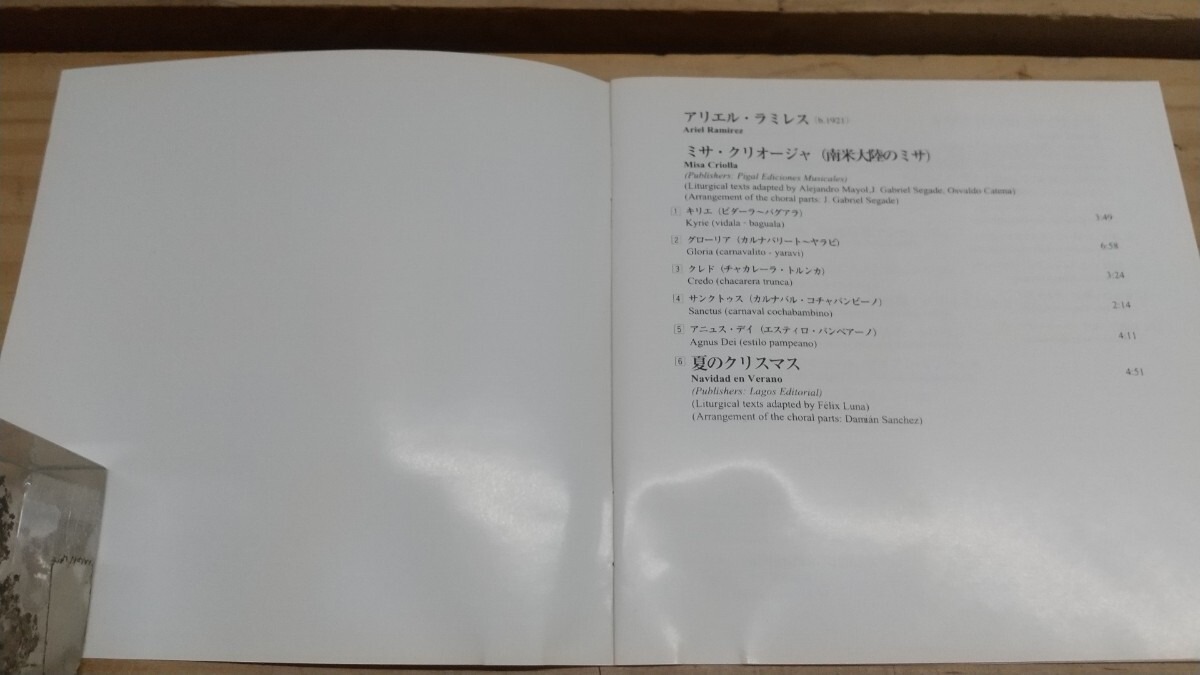 アリエル・ラミレス (b.1921)
Ariel Ramírez
ミサ・クリオージャ (南米大陸のミサ)
Misa Criolla
(Publishers: Pigal Ediciones Musicales)
(Liturgical texts adapted by Alejandro Mayol,J. Gabriel Segade, Osvaldo Catena)
(Arrangement of the choral parts: J. Gabriel Segade)
1 キリエ (ビダーラ〜バグアラ) 3:49
Kyrie (vidala - baguala)
2 グローリア (カルナバリート〜ヤラビ) 6:58
Gloria (carnavalito - yaraví)
3 クレド (チャカレーラ・トルンカ) 3:24
Credo (chacarera trunca)
4 サンクトゥス (カルナバル・コチャバンビーノ) 2:14
Sanctus (carnaval cochabambino)
5 アニュス・デイ (エスティロ・パンペアーノ) 4:11
Agnus Dei (estilo pampeano)
6 夏のクリスマス 4:51
Navidad en Verano
(Publishers: Lagos Editorial)
(Liturgical texts adapted by Félix Luna)
(Arrangement of the choral parts: Damián Sanchez)